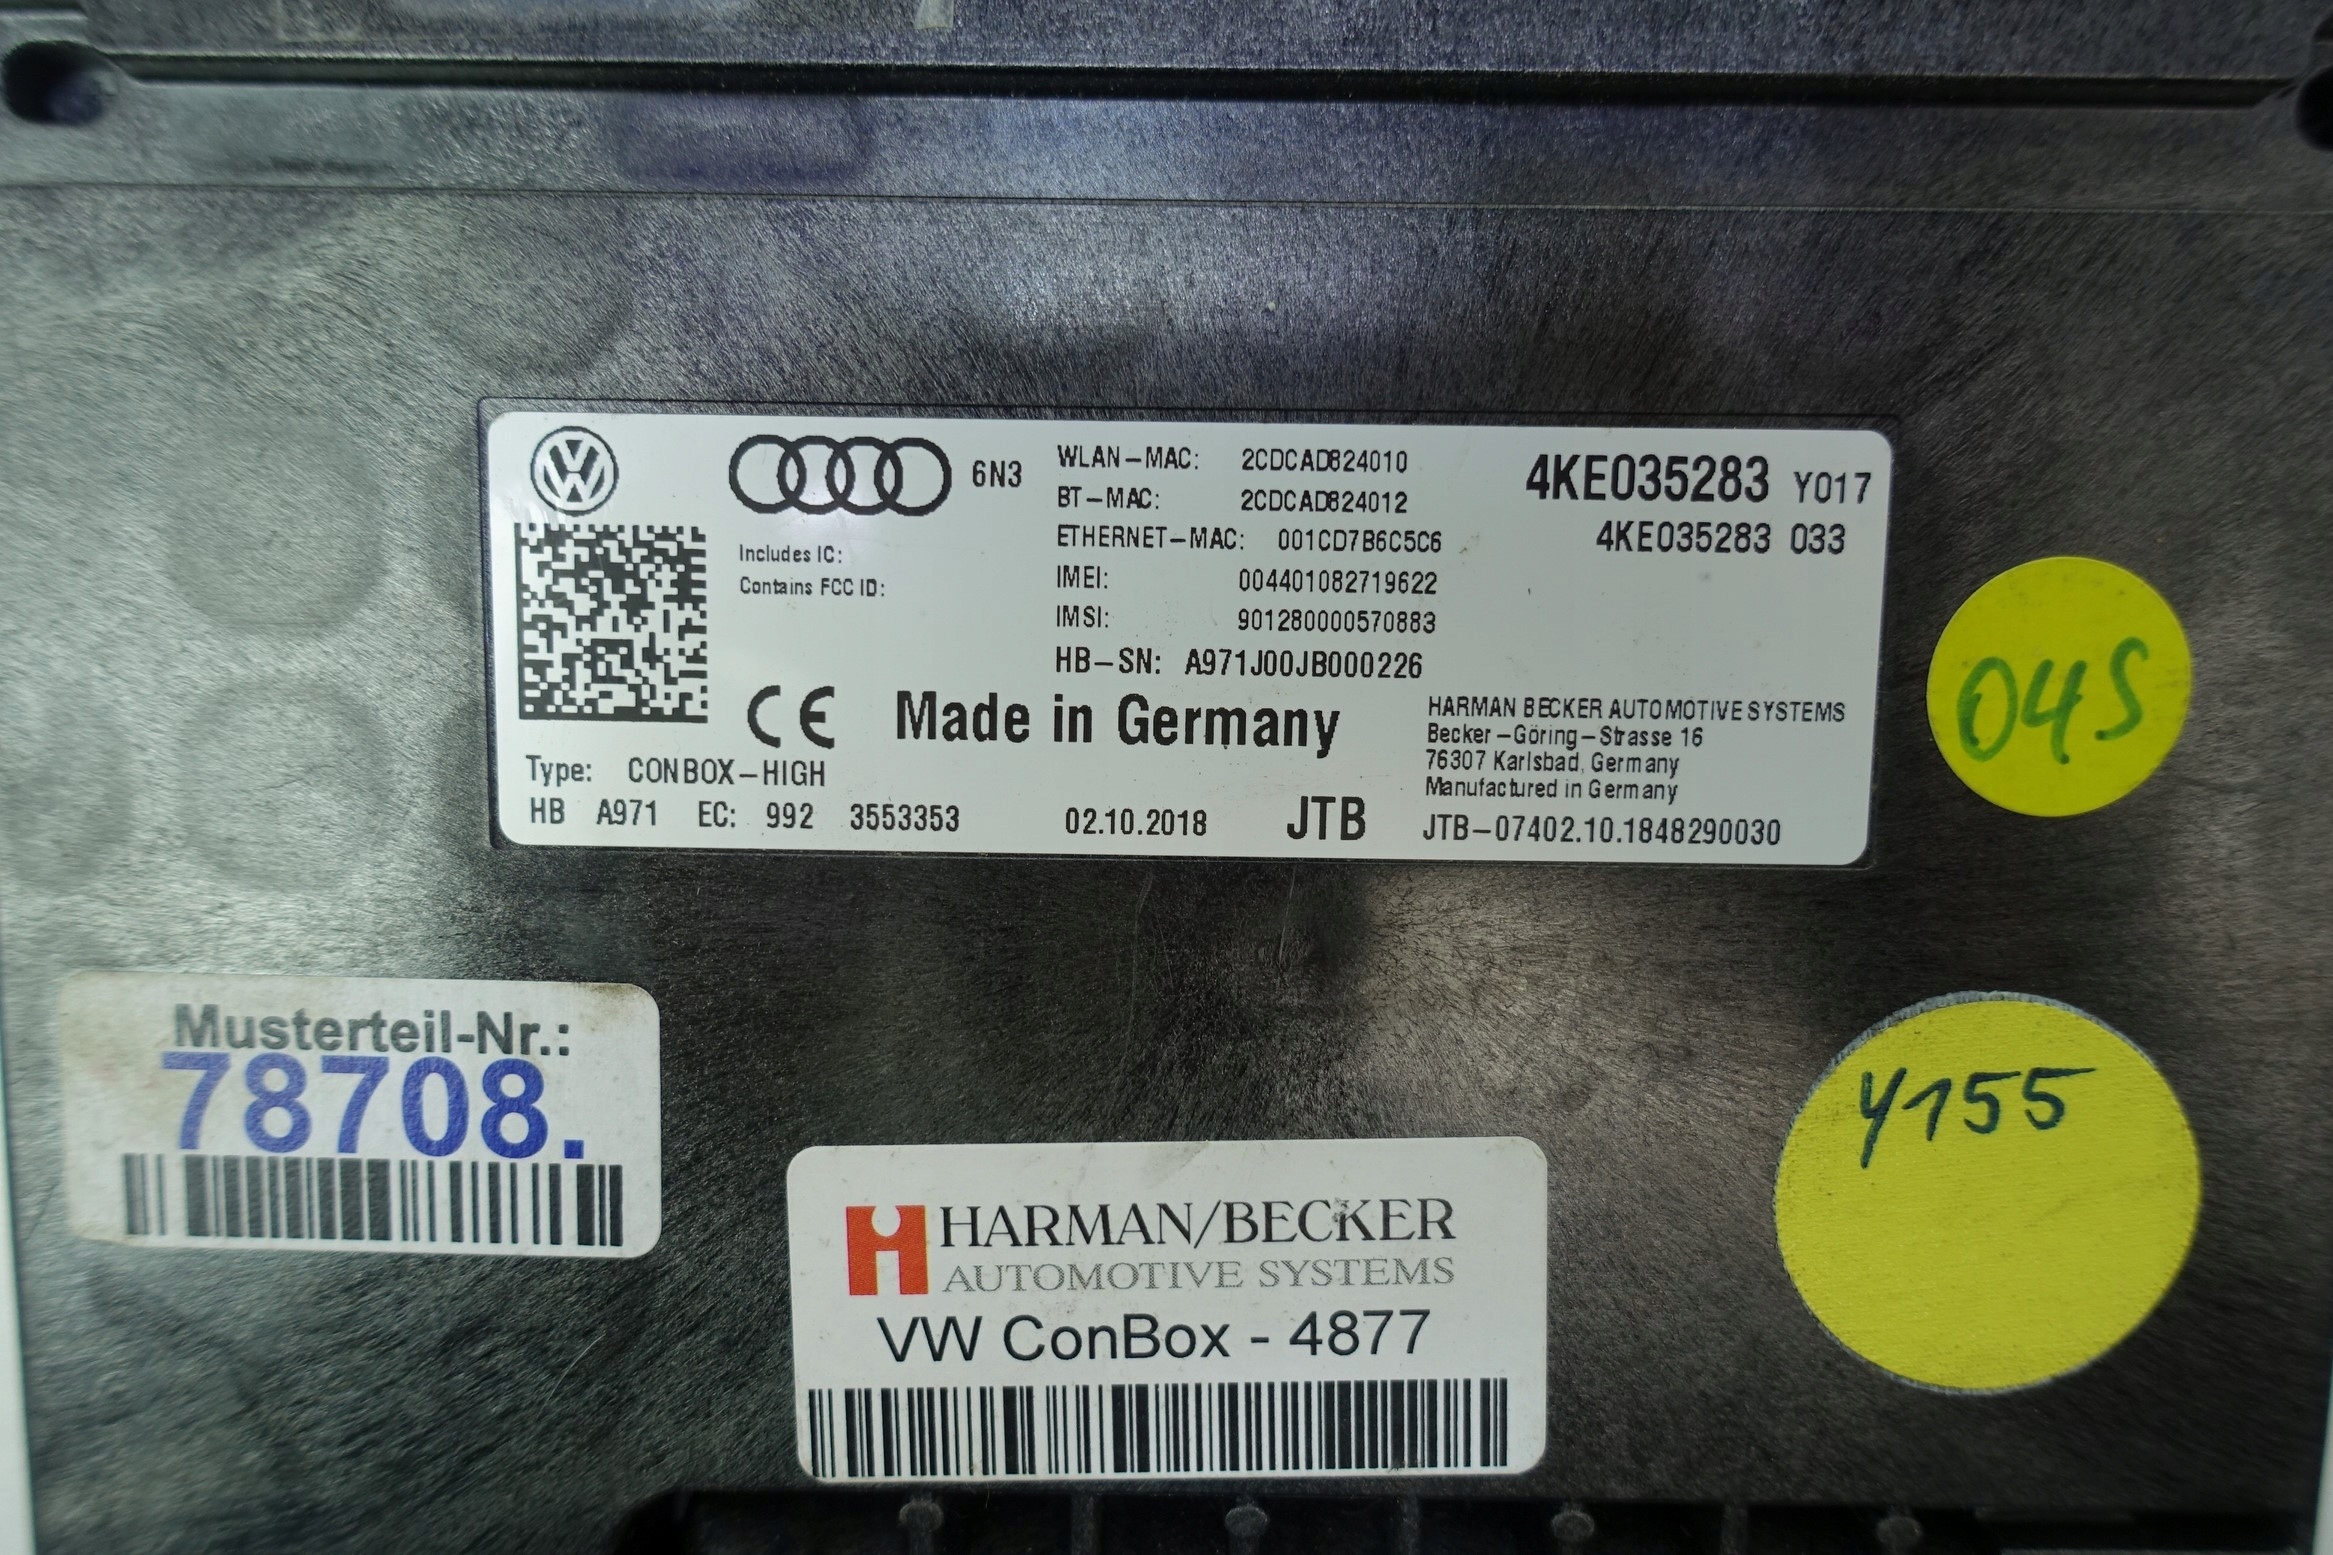 6N3
WLAN-MAC: 2CDCAD824010
BT-MAC: 2CDCAD824012
ETHERNET-MAC: 001CD7B6C5C6
IMEI: 004401082719622
IMSI: 901280000570883
HB-SN: A971J00JB000226
4KE035283 Y017
4KE035283 033
Includes IC:
Contains FCC ID:
CE Made in Germany
HARMAN BECKER AUTOMOTIVE SYSTEMS
Becker-Göring-Strasse 16
76307 Karlsbad, Germany
Manufactured in Germany
Type: CONBOX-HIGH
HB A971 EC: 992 3553353 02.10.2018 JTB JTB-07402.10.1848290030
04S
Musterteil-Nr.:
78708.
Y155
HARMAN/BECKER
AUTOMOTIVE SYSTEMS
VW ConBox - 4877